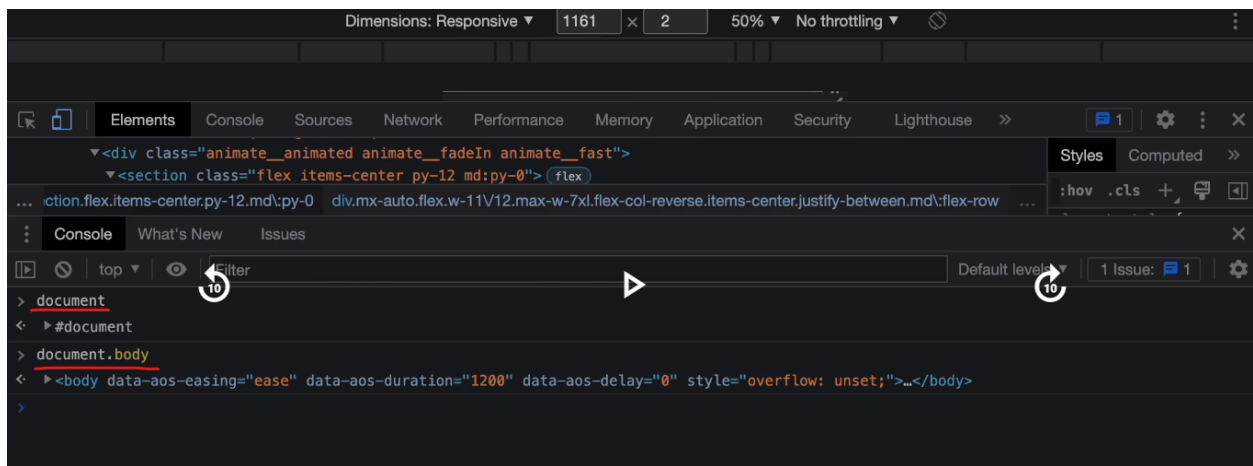 Dimensions: Responsive ▼ 1161 × 2 50% ▼ No throttling ▼
Elements Console Sources Network Performance Memory Application Security Lighthouse » 1
▼<div class="animate__animated animate__fadeIn animate__fast">
▼<section class="flex items-center py-12 md:py-0"> flex
Styles Computed »
:hov .cls +
... ction.flex.items-center.py-12.md\:py-0 div.mx-auto.flex.w-11\/12.max-w-7xl.flex-col-reverse.items-center.justify-between.md\:flex-row ...
Console What's New Issues
top ▼ Filter Default levels ▼ 1 Issue: 1
10 10
> document
▶#document
> document.body
▶<body data-aos-easing="ease" data-aos-duration="1200" data-aos-delay="0" style="overflow: unset;">…</body>
>